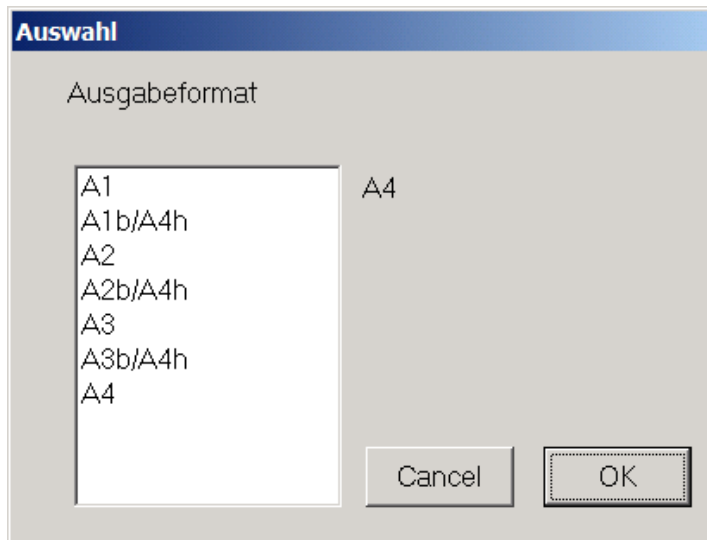 Auswahl
Ausgabeformat
A1
A1b/A4h
A2
A2b/A4h
A3
A3b/A4h
A4
A4
Cancel
OK